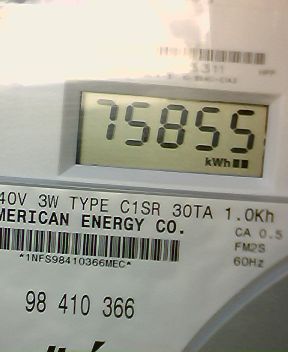 75855
kWh
40V 3W TYPE C1SR 30TA 1.0Kh
MERICAN ENERGY CO.
CA 0.5
FM2S
*1NFS98410366MEC*
60Hz
98 410 366